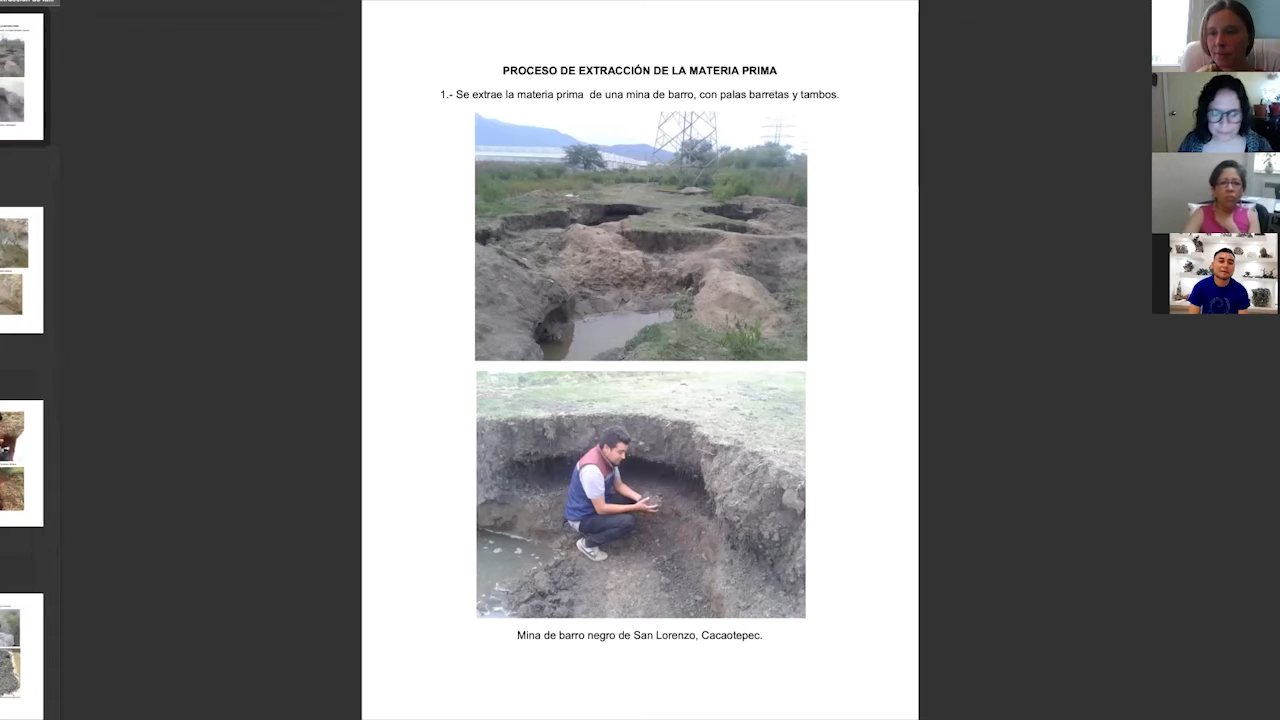 PROCESO DE EXTRACCIÓN DE LA MATERIA PRIMA
1.- Se extrae la materia prima de una mina de barro, con palas barretas y tambos.
Mina de barro negro de San Lorenzo, Cacaotepec.